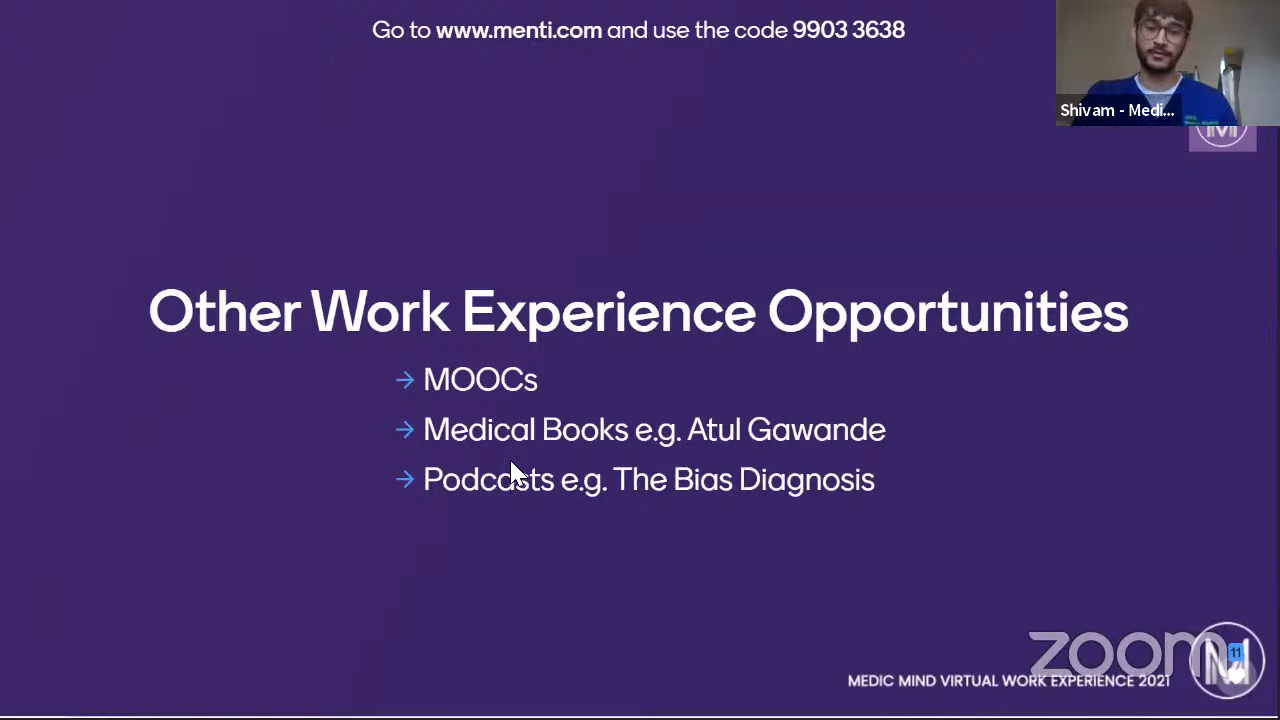 Go to www.menti.com and use the code 9903 3638
Shivam - Medi...
Other Work Experience Opportunities
→ MOOCs
→ Medical Books e.g. Atul Gawande
→ Podcasts e.g. The Bias Diagnosis
zoom
11
MEDIC MIND VIRTUAL WORK EXPERIENCE 2021